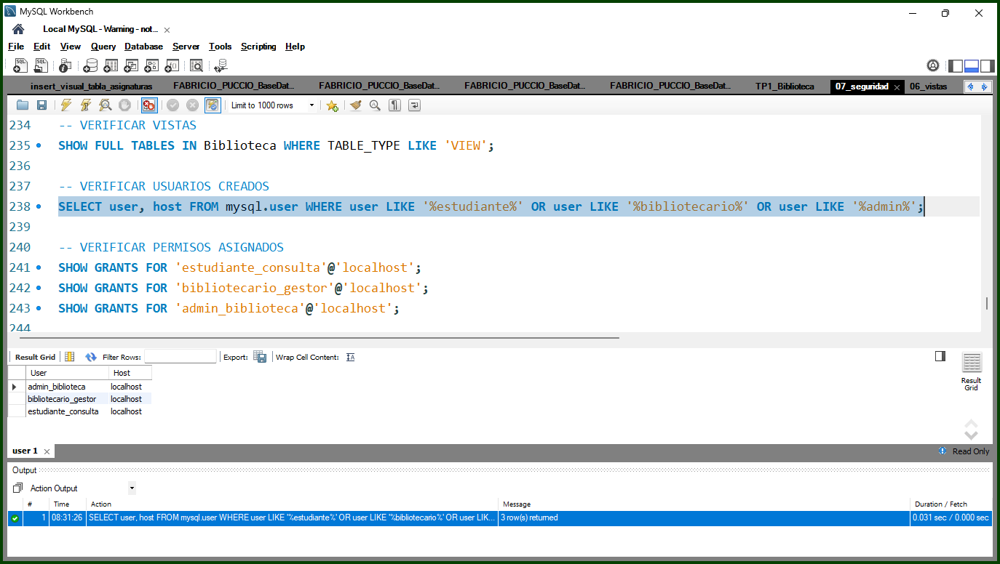 MySQL Workbench
Local MySQL - Warning - not...
File Edit View Query Database Server Tools Scripting Help
insert_visual_tabla_asignaturas FABRICIO_PUCCIO_BaseDat... FABRICIO_PUCCIO_BaseDat... FABRICIO_PUCCIO_BaseDat... FABRICIO_PUCCIO_BaseDat... TP1_Biblioteca 07_seguridad 06_vistas
Limit to 1000 rows
234 -- VERIFICAR VISTAS
235 SHOW FULL TABLES IN Biblioteca WHERE TABLE_TYPE LIKE 'VIEW';
236
237 -- VERIFICAR USUARIOS CREADOS
238 SELECT user, host FROM mysql.user WHERE user LIKE '%estudiante%' OR user LIKE '%bibliotecario%' OR user LIKE '%admin%';
239
240 -- VERIFICAR PERMISOS ASIGNADOS
241 SHOW GRANTS FOR 'estudiante_consulta'@'localhost';
242 SHOW GRANTS FOR 'bibliotecario_gestor'@'localhost';
243 SHOW GRANTS FOR 'admin_biblioteca'@'localhost';
244
Result Grid Filter Rows: Export: Wrap Cell Content:
User Host
admin_biblioteca localhost
bibliotecario_gestor localhost
estudiante_consulta localhost
Result
Grid
user 1 Read Only
Output
Action Output
# Time Action Message Duration / Fetch
1 08:31:26 SELECT user, host FROM mysql.user WHERE user LIKE '%estudiante%' OR user LIKE '%bibliotecario%' OR user LIK... 3 row(s) returned 0.031 sec / 0.000 sec